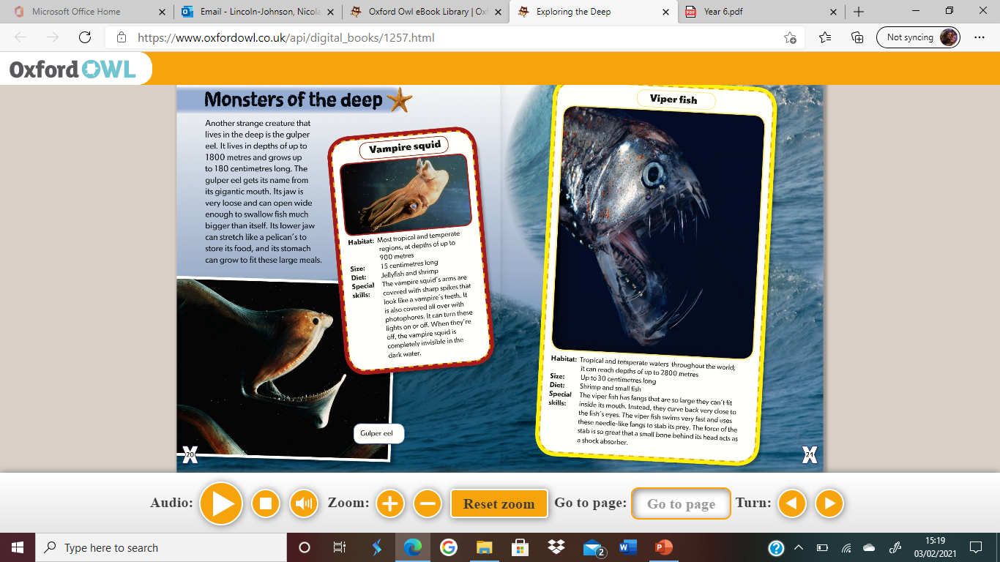 Microsoft Office Home
Email - Lincoln-Johnson, Nicola
Oxford Owl eBook Library | Oxf
Exploring the Deep
Year 6.pdf
https://www.oxfordowl.co.uk/api/digital_books/1257.html
Not syncing
Oxford OWL
Monsters of the deep
Another strange creature that
lives in the deep is the gulper
eel. It lives in depths of up to
1800 metres and grows up
to 180 centimetres long. The
gulper eel gets its name from
its gigantic mouth. Its jaw is
very loose and can open wide
enough to swallow fish much
bigger than itself. Its lower jaw
can stretch like a pelican's to
store its food, and its stomach
can grow to fit these large meals.
Vampire squid
Habitat: Most tropical and temperate
regions, at depths of up to
900 metres
Size: 15 centimetres long
Diet: Jellyfish and shrimp
Special skills: The vampire squid's arms are
covered with sharp spikes that
look like a vampire's teeth. It
is also covered all over with
photophores. It can turn these
lights on or off. When they're
off, the vampire squid is
completely invisible in the
dark water.
Gulper eel
20
Viper fish
Habitat: Tropical and temperate waters throughout the world;
it can reach depths of up to 2800 metres
Size: Up to 30 centimetres long
Diet: Shrimp and small fish
Special skills: The viper fish has fangs that are so large they can't fit
inside its mouth. Instead, they curve back very close to
the fish's eyes. The viper fish swims very fast and uses
these needle-like fangs to stab its prey. The force of the
stab is so great that a small bone behind its head acts as
a shock absorber.
21
Audio: Zoom: Reset zoom Go to page: Go to page Turn:
Type here to search
2
15:19
03/02/2021